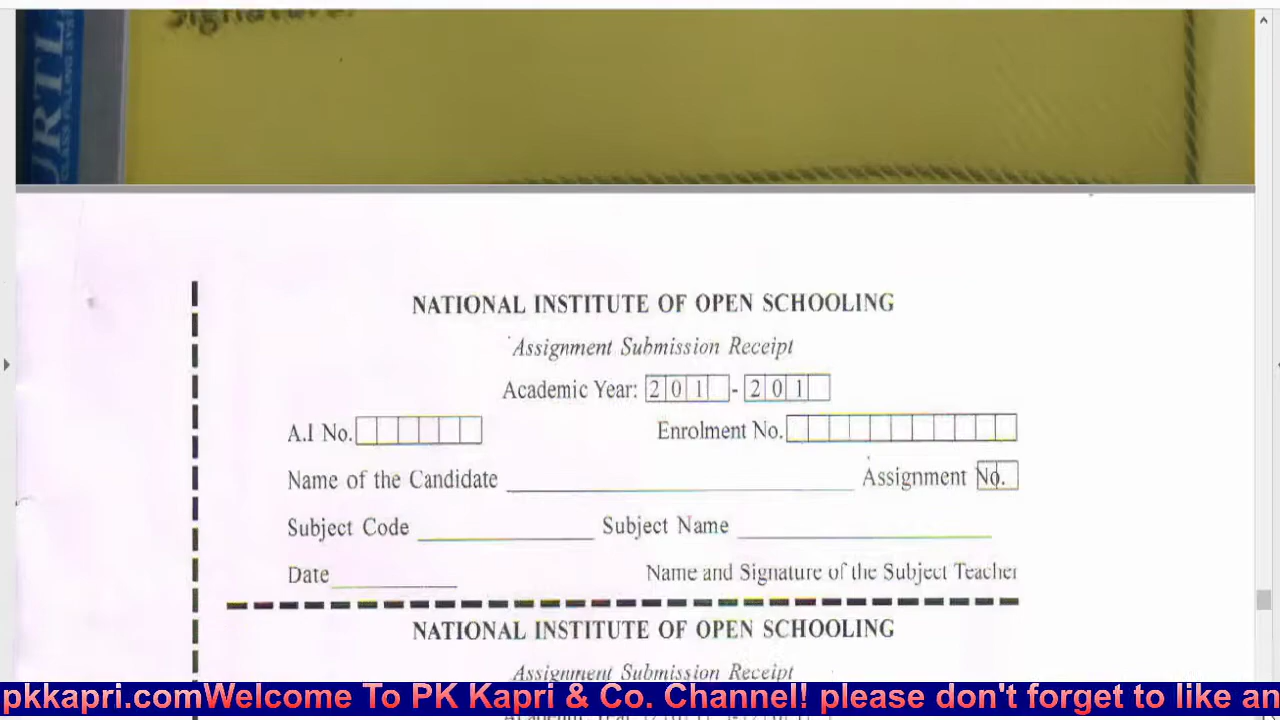 Signature:
URTL
NATIONAL INSTITUTE OF OPEN SCHOOLING
Assignment Submission Receipt
Academic Year: 201 - 201
A.I No. Enrolment No.
Name of the Candidate Assignment No.
Subject Code Subject Name
Date Name and Signature of the Subject Teacher
NATIONAL INSTITUTE OF OPEN SCHOOLING
Assignment Submission Receipt
pkkapri.comWelcome To PK Kapri & Co. Channel! please don't forget to like an